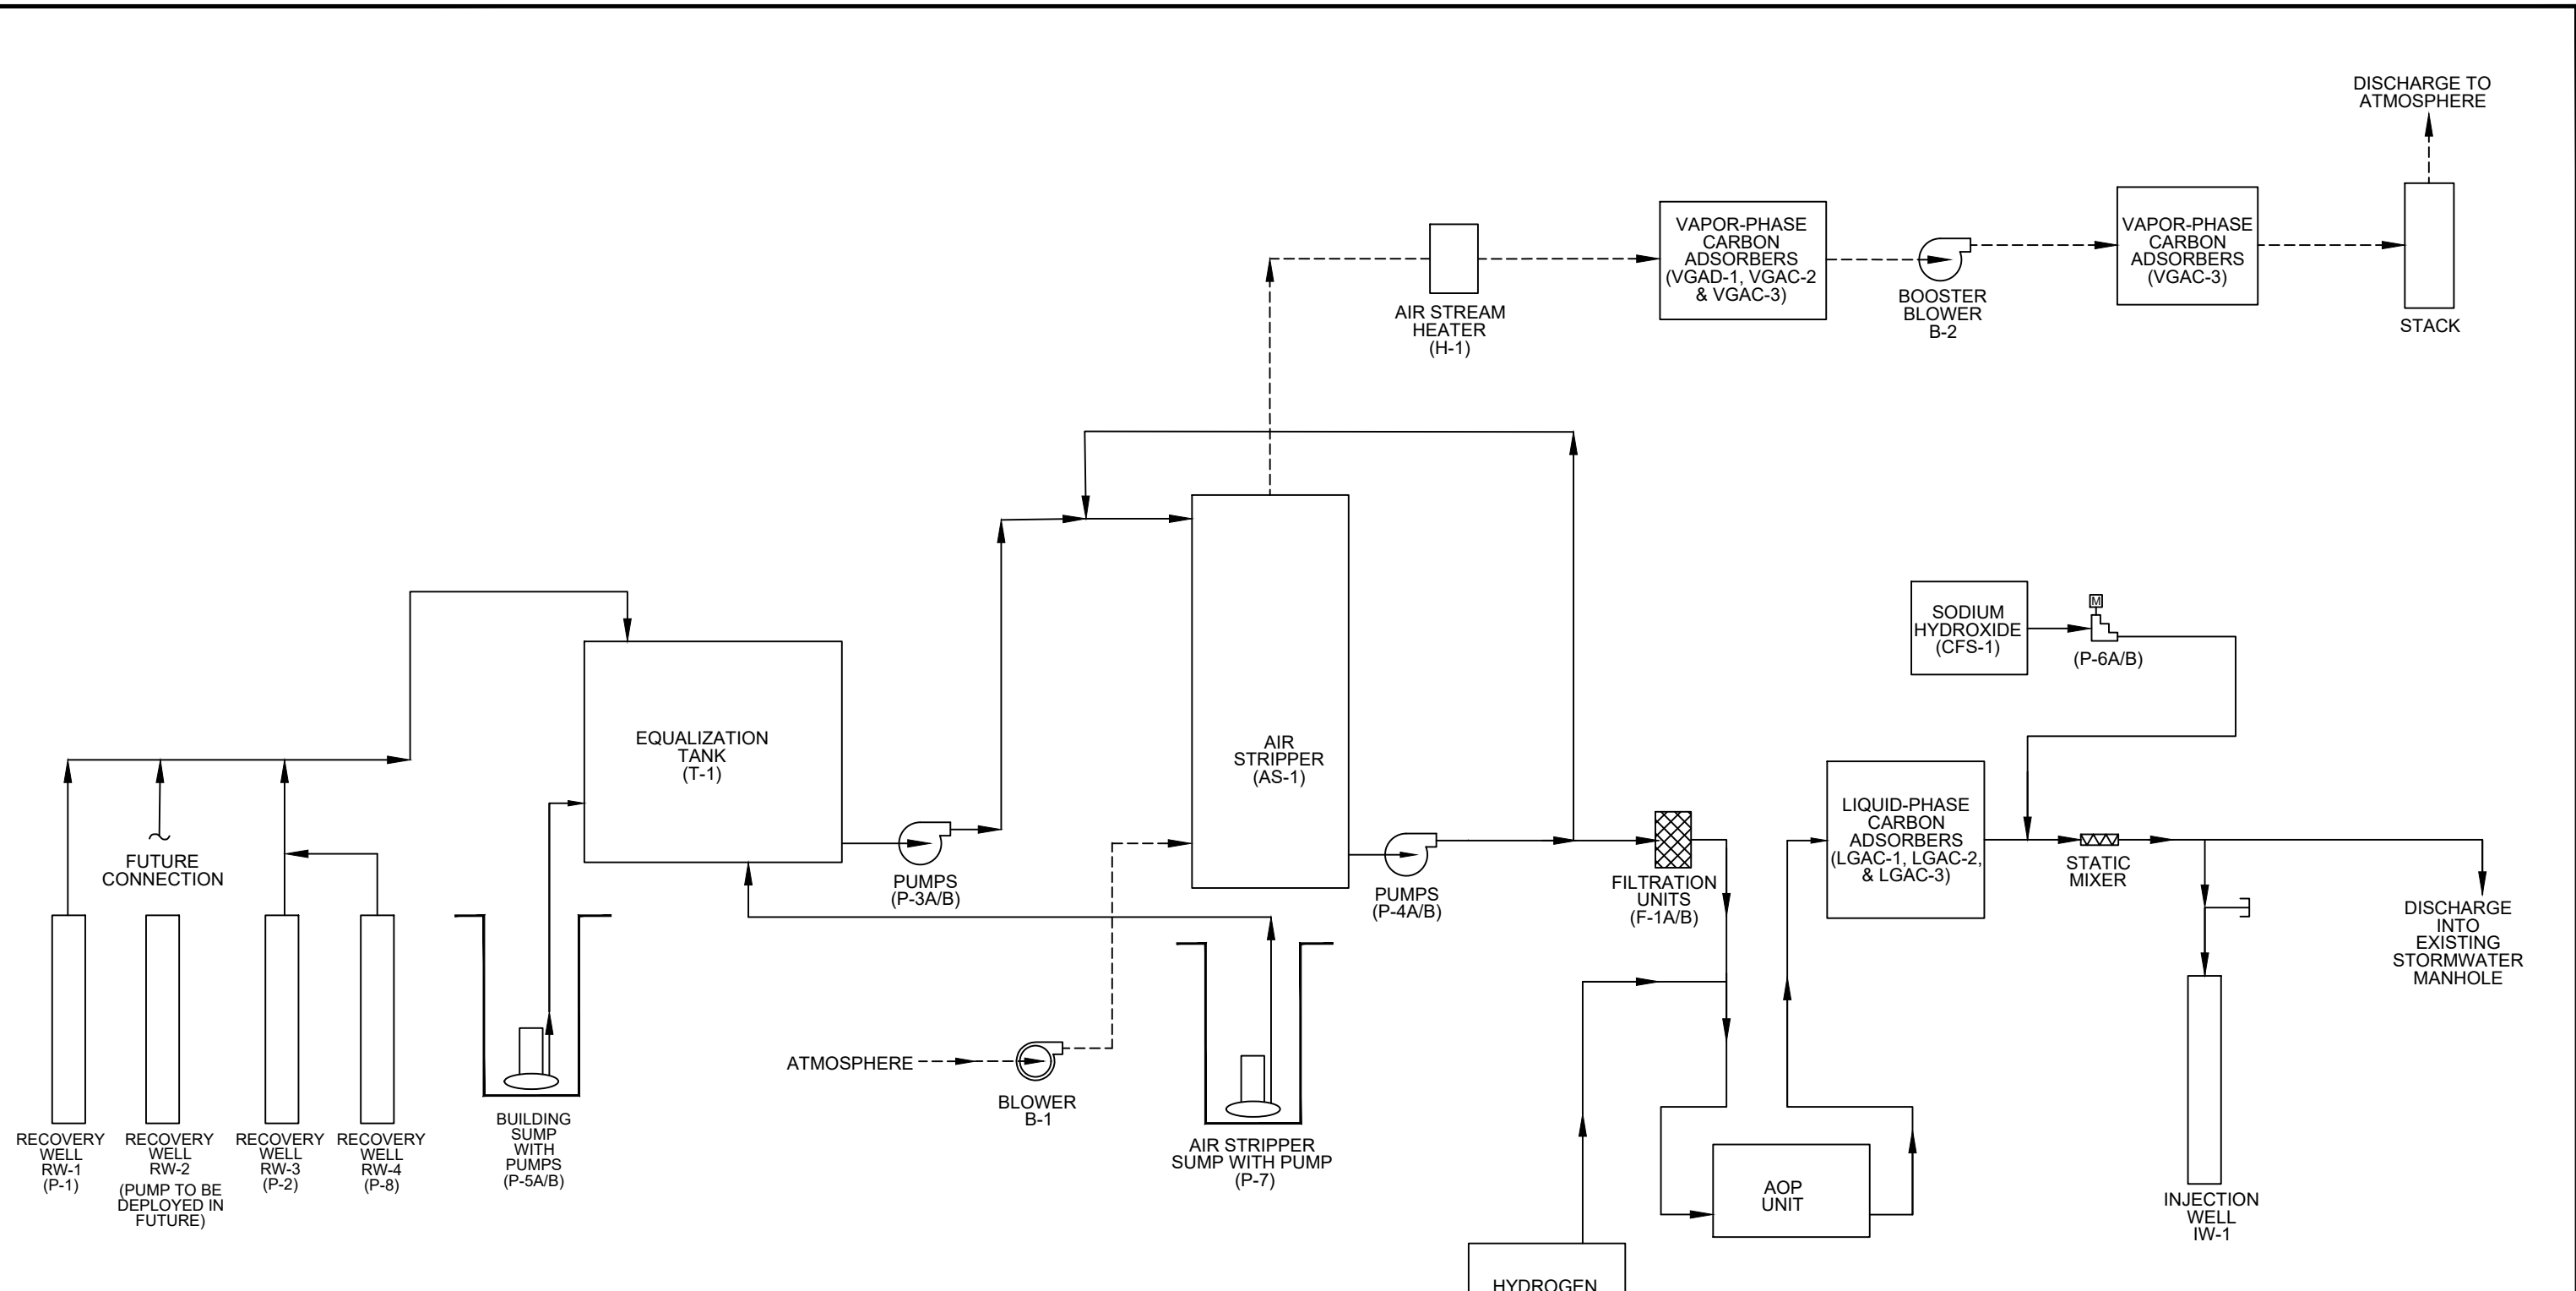 DISCHARGE TO
ATMOSPHERE
VAPOR-PHASE
CARBON
ADSORBERS
(VGAD-1, VGAC-2
& VGAC-3)
VAPOR-PHASE
CARBON
ADSORBERS
(VGAC-3)
AIR STREAM
HEATER
(H-1)
BOOSTER
BLOWER
B-2
STACK
SODIUM
HYDROXIDE
(CFS-1)
M
(P-6A/B)
EQUALIZATION
TANK
(T-1)
AIR
STRIPPER
(AS-1)
LIQUID-PHASE
CARBON
ADSORBERS
(LGAC-1, LGAC-2,
& LGAC-3)
FUTURE
CONNECTION
PUMPS
(P-3A/B)
PUMPS
(P-4A/B)
FILTRATION
UNITS
(F-1A/B)
STATIC
MIXER
DISCHARGE
INTO
EXISTING
STORMWATER
MANHOLE
ATMOSPHERE
BLOWER
B-1
RECOVERY
WELL
RW-1
(P-1)
RECOVERY
WELL
RW-2
(PUMP TO BE
DEPLOYED IN
FUTURE)
RECOVERY
WELL
RW-3
(P-2)
RECOVERY
WELL
RW-4
(P-8)
BUILDING
SUMP
WITH
PUMPS
(P-5A/B)
AIR STRIPPER
SUMP WITH PUMP
(P-7)
AOP
UNIT
INJECTION
WELL
IW-1
HYDROGEN